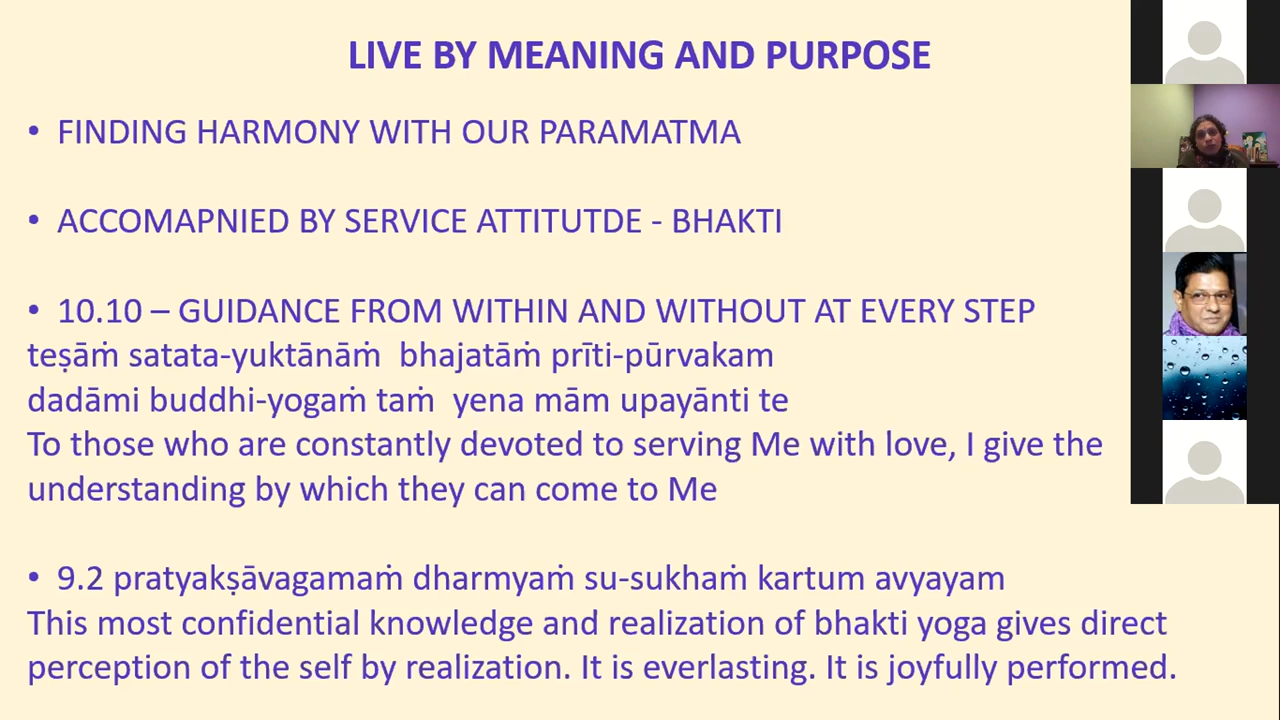 LIVE BY MEANING AND PURPOSE
• FINDING HARMONY WITH OUR PARAMATMA
• ACCOMAPNIED BY SERVICE ATTITUTDE - BHAKTI
• 10.10 – GUIDANCE FROM WITHIN AND WITHOUT AT EVERY STEP
teṣāṁ satata-yuktānāṁ  bhajatāṁ prīti-pūrvakam
dadāmi buddhi-yogaṁ taṁ  yena mām upayānti te
To those who are constantly devoted to serving Me with love, I give the
understanding by which they can come to Me
• 9.2 pratyakṣāvagamaṁ dharmyaṁ su-sukhaṁ kartum avyayam
This most confidential knowledge and realization of bhakti yoga gives direct
perception of the self by realization. It is everlasting. It is joyfully performed.